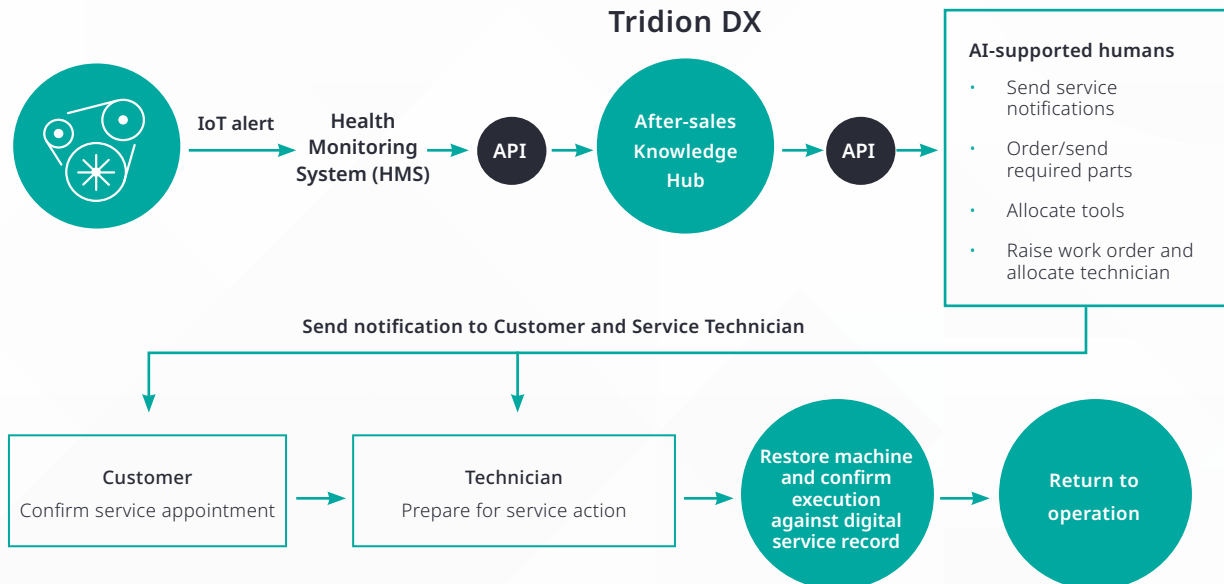 Tridion DX
IoT alert
Health
Monitoring
System (HMS)
API
After-sales
Knowledge
Hub
API
AI-supported humans
• Send service
notifications
• Order/send
required parts
• Allocate tools
• Raise work order and
allocate technician
Send notification to Customer and Service Technician
Customer
Confirm service appointment
Technician
Prepare for service action
Restore machine
and confirm
execution
against digital
service record
Return to
operation